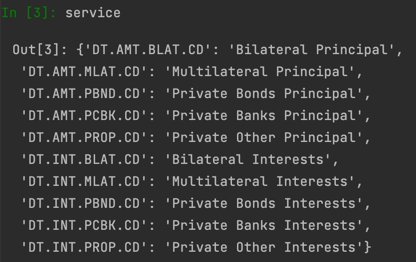 In [3]: service
Out[3]: {'DT.AMT.BLAT.CD': 'Bilateral Principal',
'DT.AMT.MLAT.CD': 'Multilateral Principal',
'DT.AMT.PBND.CD': 'Private Bonds Principal',
'DT.AMT.PCBK.CD': 'Private Banks Principal',
'DT.AMT.PROP.CD': 'Private Other Principal',
'DT.INT.BLAT.CD': 'Bilateral Interests',
'DT.INT.MLAT.CD': 'Multilateral Interests',
'DT.INT.PBND.CD': 'Private Bonds Interests',
'DT.INT.PCBK.CD': 'Private Banks Interests',
'DT.INT.PROP.CD': 'Private Other Interests'}